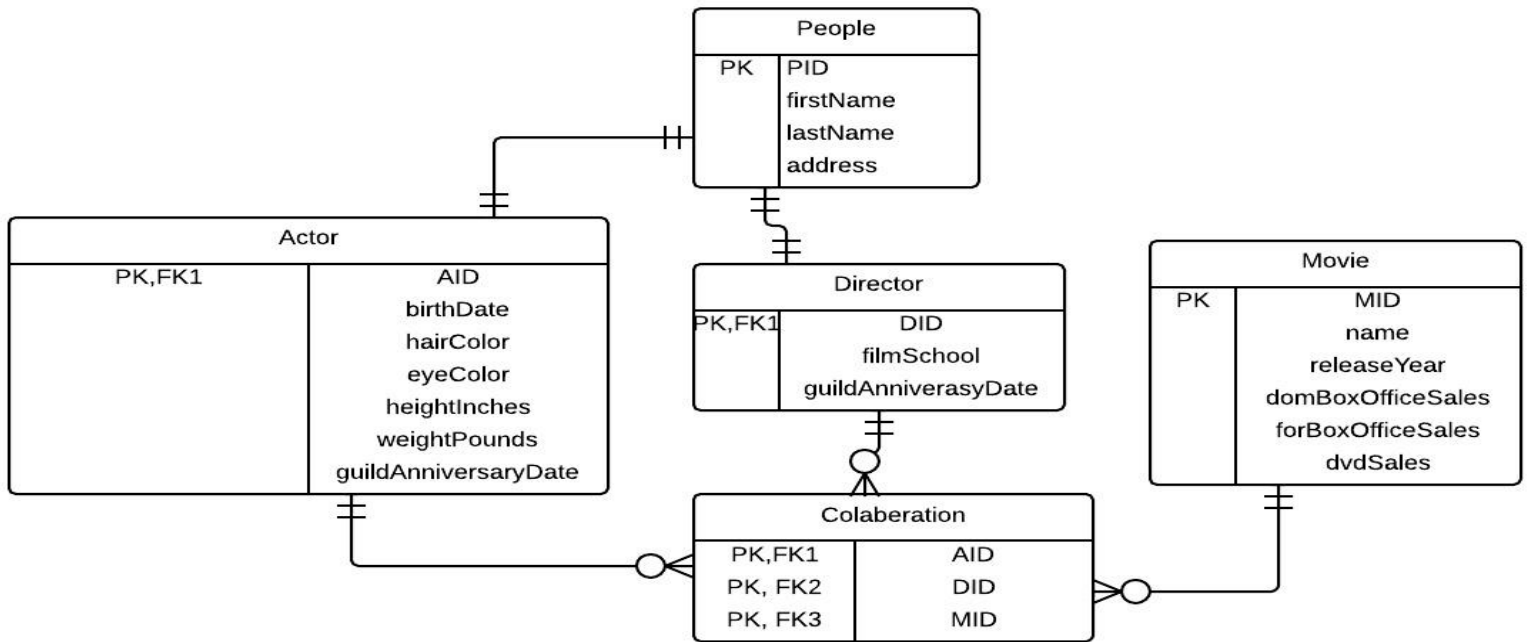 People
PK PID
firstName
lastName
address
Actor
PK,FK1 AID
birthDate
hairColor
eyeColor
heightInches
weightPounds
guildAnniversaryDate
Director
PK,FK1 DID
filmSchool
guildAnniverasyDate
Movie
PK MID
name
releaseYear
domBoxOfficeSales
forBoxOfficeSales
dvdSales
Colaberation
PK,FK1 AID
PK, FK2 DID
PK, FK3 MID